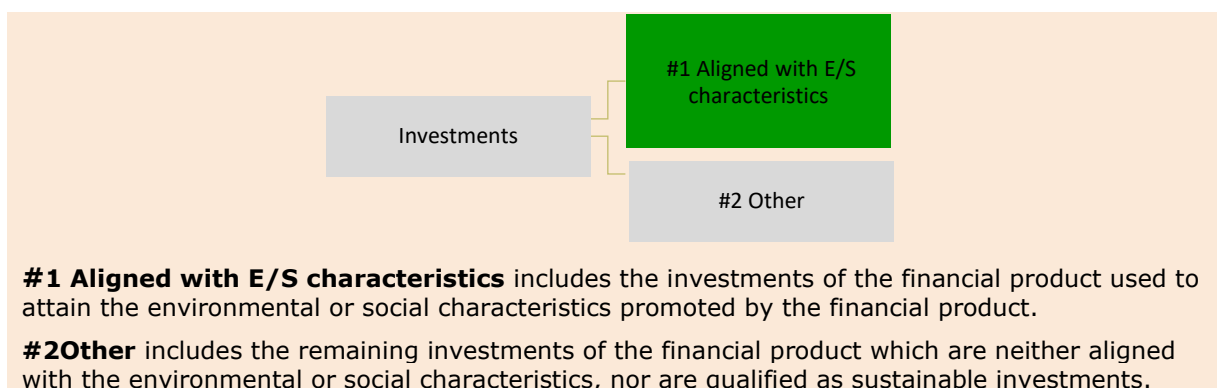 #1 Aligned with E/S
characteristics
Investments
#2 Other
#1 Aligned with E/S characteristics includes the investments of the financial product used to
attain the environmental or social characteristics promoted by the financial product.
#2Other includes the remaining investments of the financial product which are neither aligned
with the environmental or social characteristics, nor are qualified as sustainable investments.